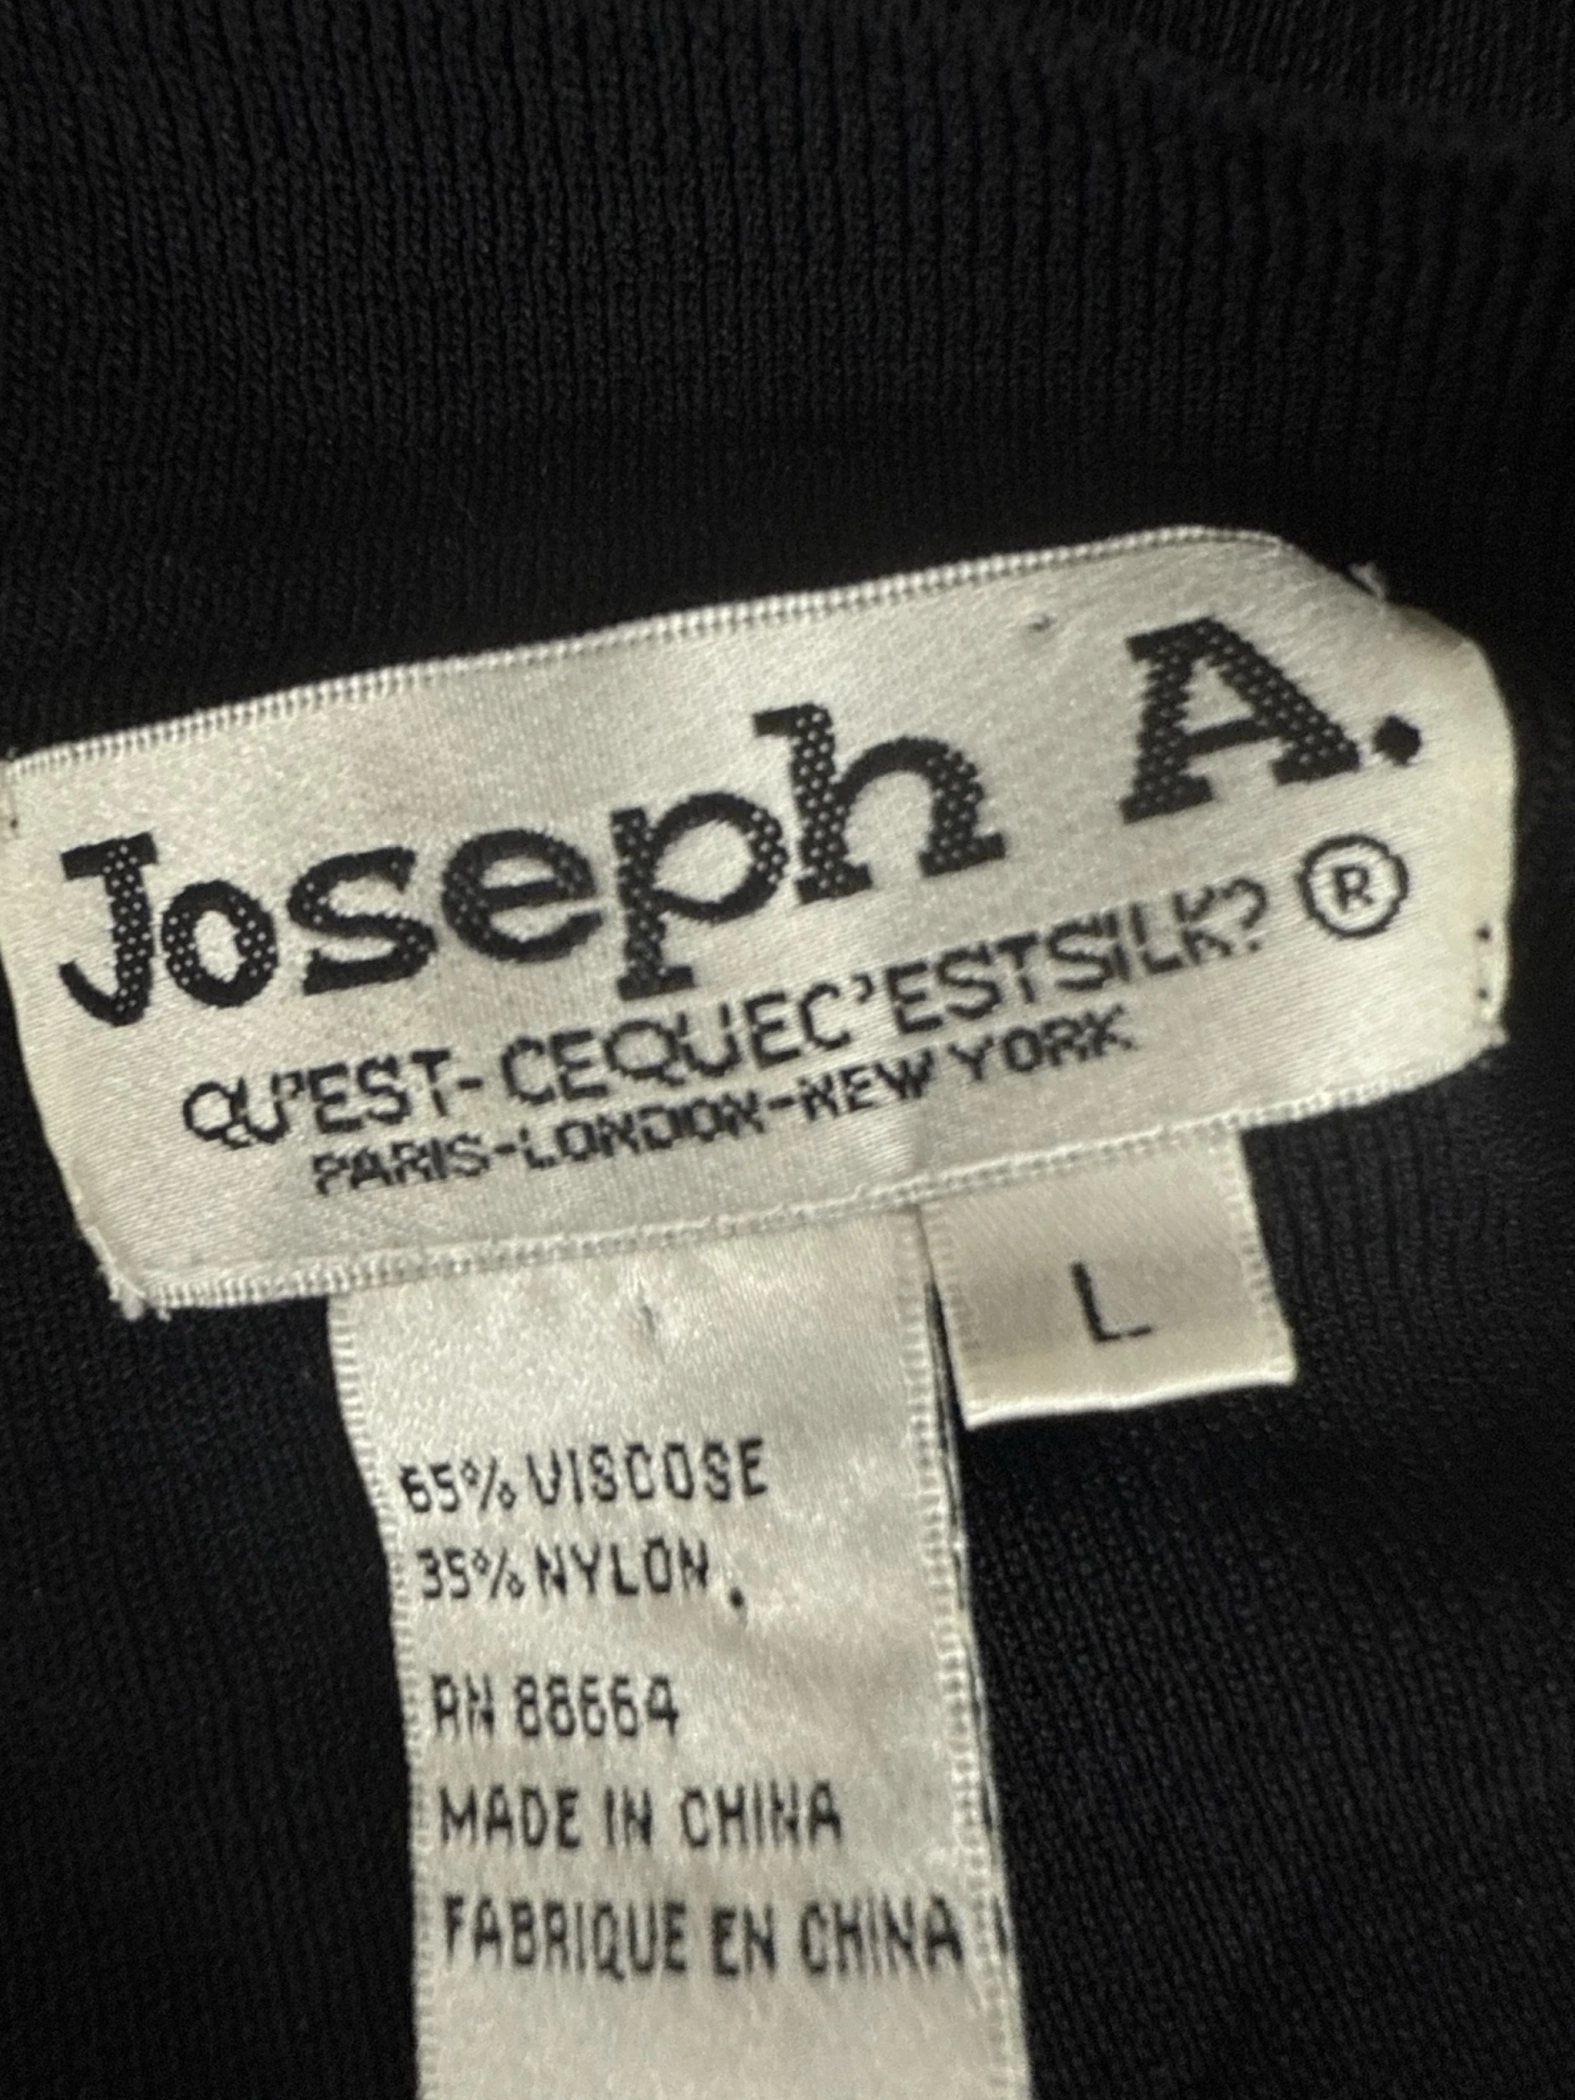 Joseph A.
QU'EST-CEQUEC'ESTSILK? ®
PARIS-LONDON-NEW YORK
L
65% VISCOSE
35% NYLON.
RN 88664
MADE IN CHINA
FABRIQUE EN CHINA